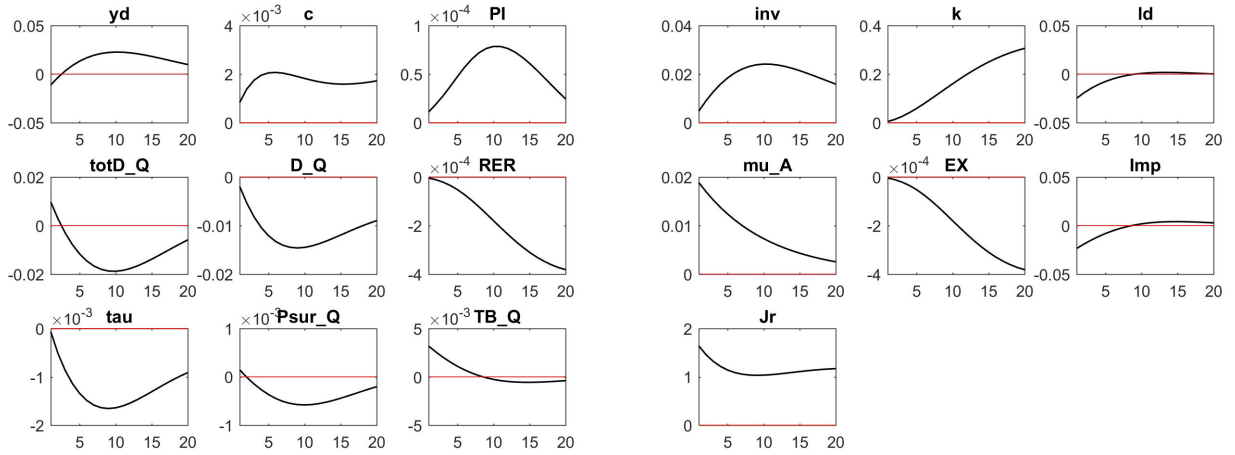 yd c PI inv k ld
0.05 ×10⁻³ 4 ×10⁻⁴ 1 0.04 0.4 0.05
0 2 0.5 0.02 0.2 0
-0.05 0 0 0 0 -0.05
5 10 15 20 5 10 15 20 5 10 15 20 5 10 15 20 5 10 15 20 5 10 15 20
totD_Q D_Q RER mu_A EX Imp
0.02 0 ×10⁻⁴ 0 0.02 ×10⁻⁴ 0 0.05
0 -0.01 -2 0.01 -2 0
-0.02 -0.02 -4 0 -4 -0.05
5 10 15 20 5 10 15 20 5 10 15 20 5 10 15 20 5 10 15 20 5 10 15 20
tau Psur_Q TB_Q Jr
×10⁻³ 0 ×10⁻³ 1 ×10⁻³ 5 2
-1 0 0 1
-2 -1 -5 0
5 10 15 20 5 10 15 20 5 10 15 20 5 10 15 20